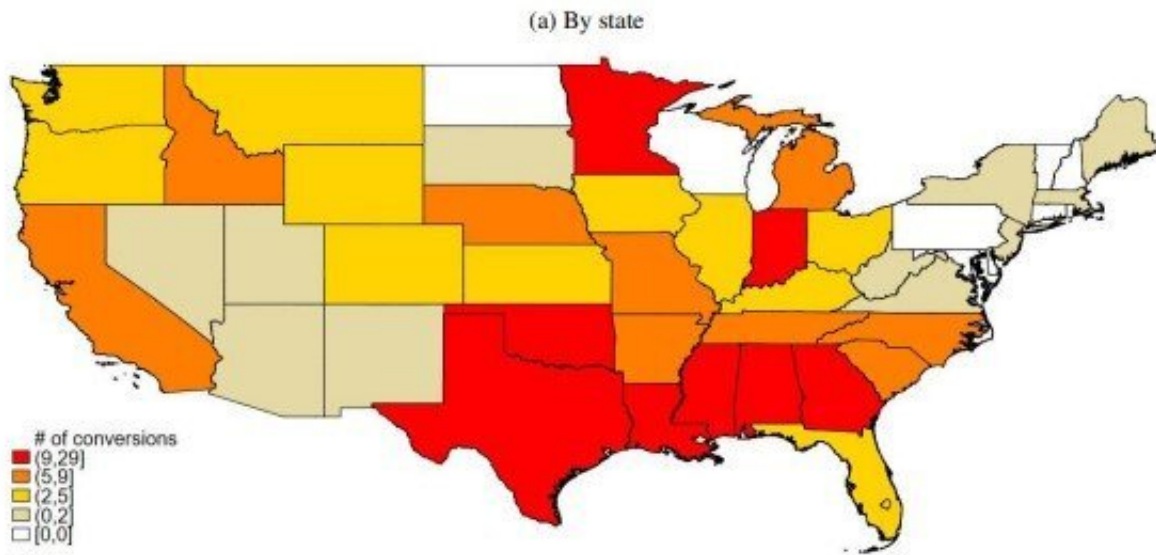 (a) By state
# of conversions
(9,29]
(5,9]
(2,5]
(0,2]
[0,0]